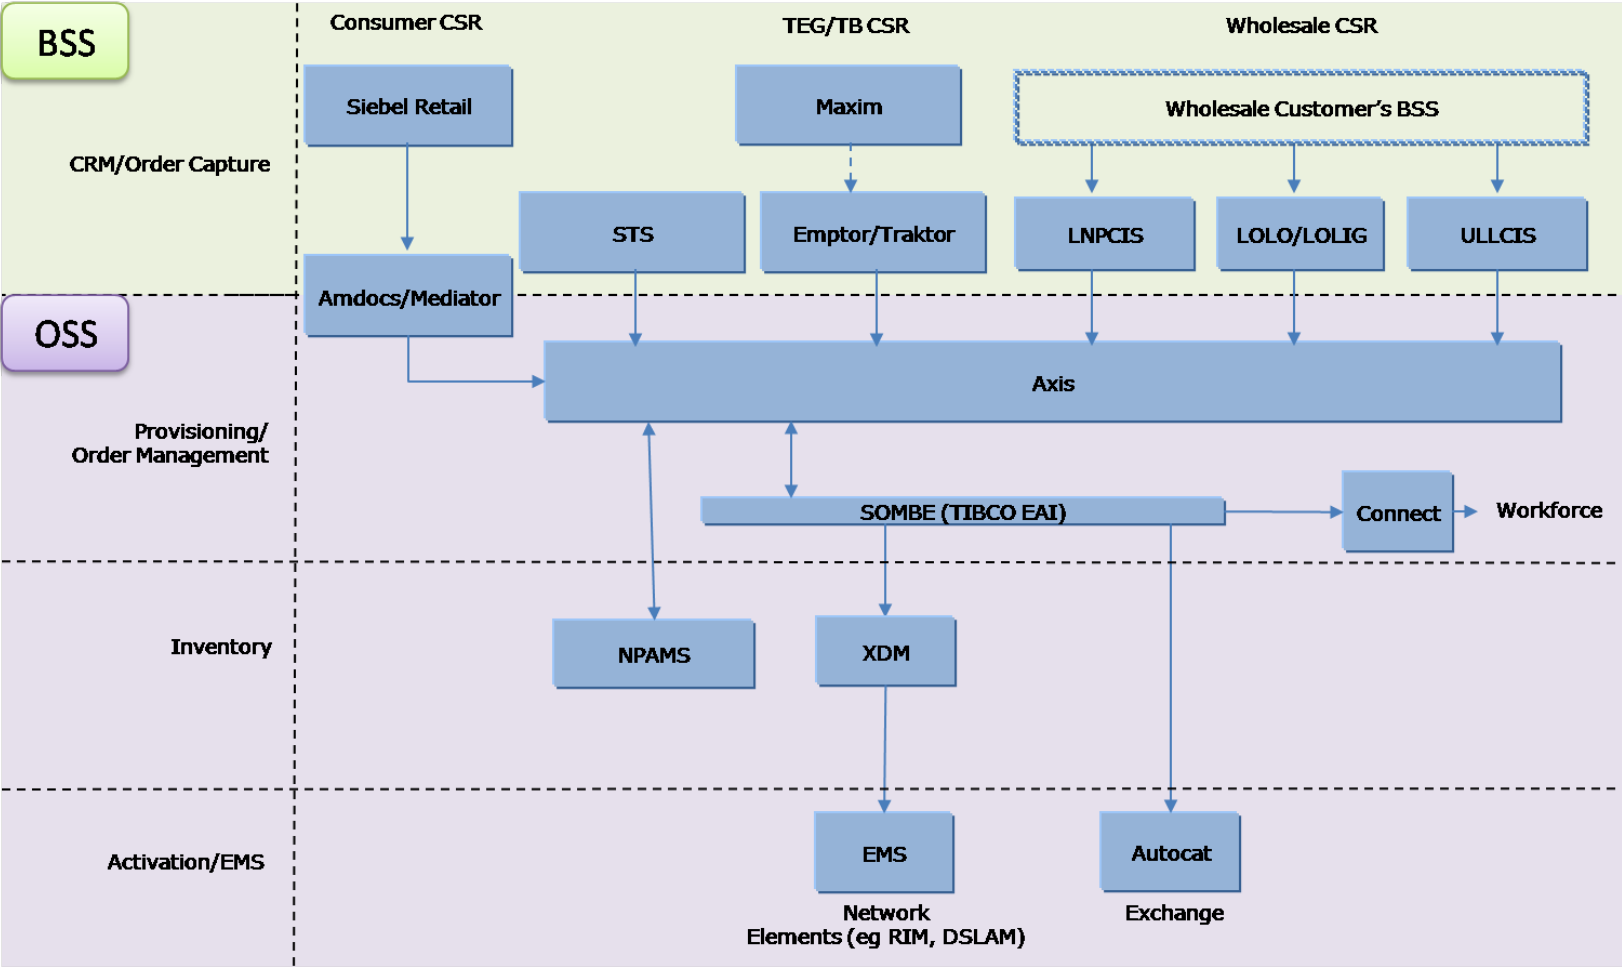 BSS
Consumer CSR
TEG/TB CSR
Wholesale CSR
Siebel Retail
Maxim
Wholesale Customer's BSS
CRM/Order Capture
STS
Emptor/Traktor
LNPCIS
LOLO/LOLIG
ULLCIS
Amdocs/Mediator
OSS
Axis
Provisioning/
Order Management
SOMBE (TIBCO EAI)
Connect
Workforce
Inventory
NPAMS
XDM
Activation/EMS
EMS
Autocat
Network
Elements (eg RIM, DSLAM)
Exchange